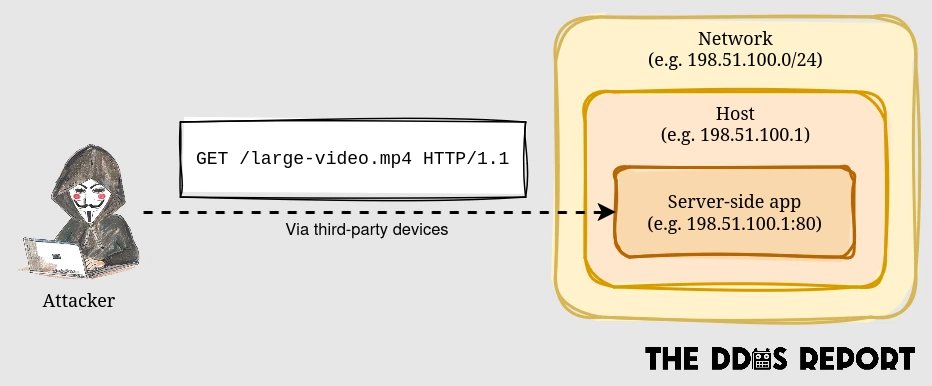 Network
(e.g. 198.51.100.0/24)
Host
(e.g. 198.51.100.1)
GET /large-video.mp4 HTTP/1.1
Server-side app
(e.g. 198.51.100.1:80)
Via third-party devices
Attacker
THE DDOS REPORT